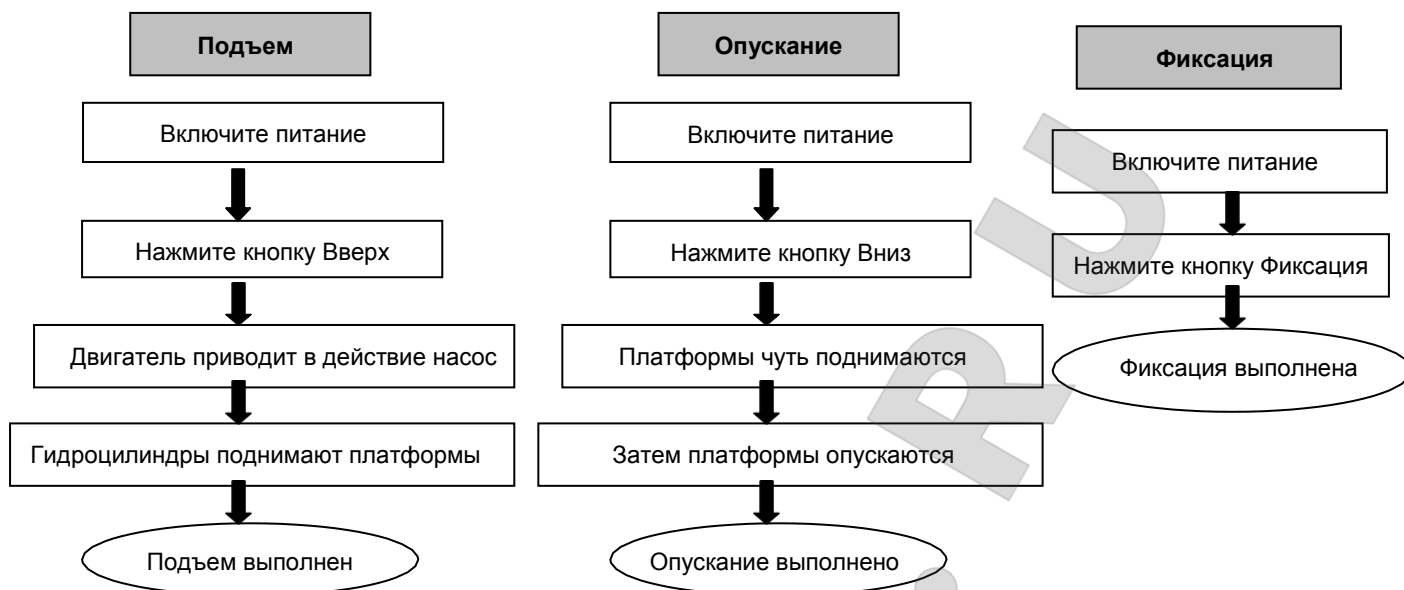 Подъем
Включите питание
Нажмите кнопку Вверх
Двигатель приводит в действие насос
Гидроцилиндры поднимают платформы
Подъем выполнен
Опускание
Включите питание
Нажмите кнопку Вниз
Платформы чуть поднимаются
Затем платформы опускаются
Опускание выполнено
Фиксация
Включите питание
Нажмите кнопку Фиксация
Фиксация выполнена
RU